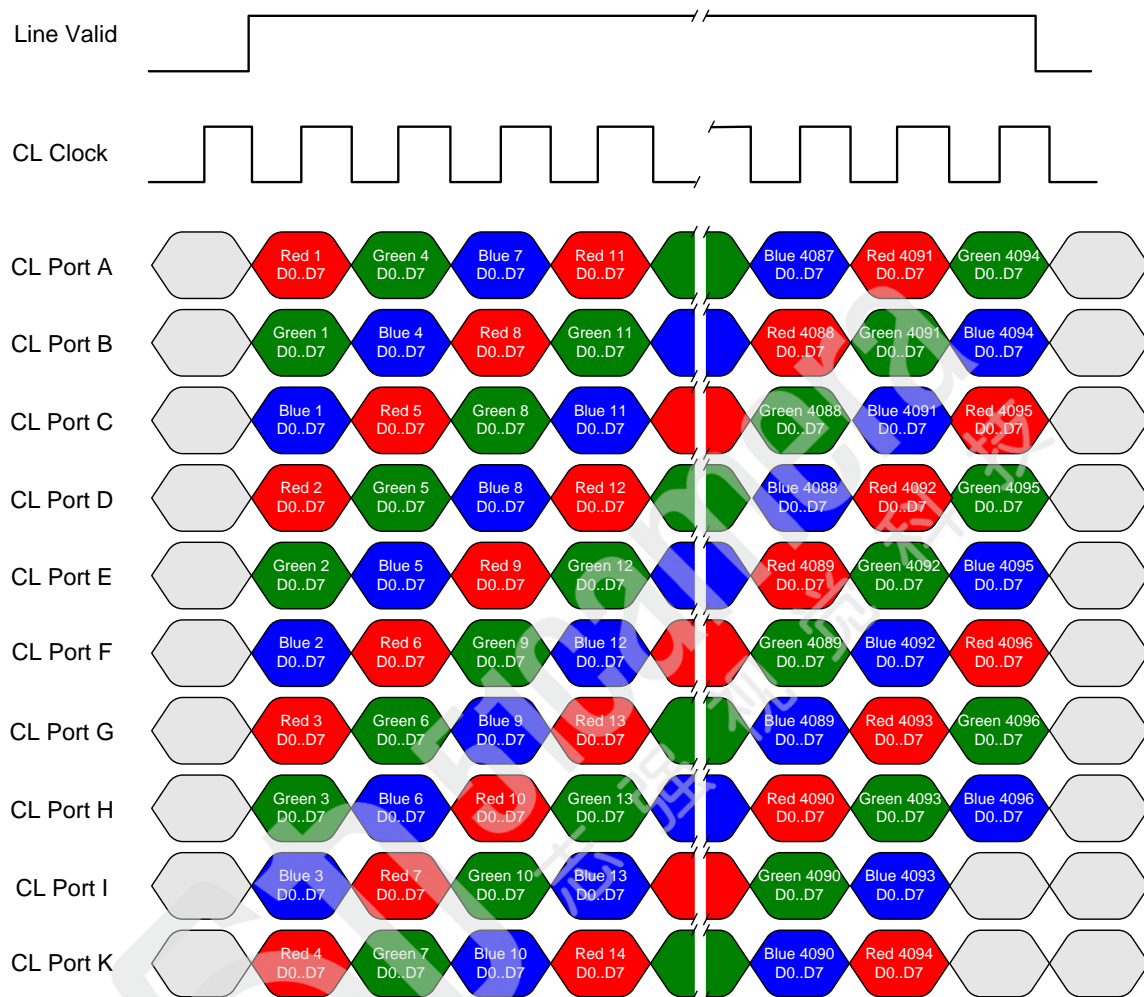 Line Valid
CL Clock
CL Port A
Red 1
D0..D7
Green 4
D0..D7
Blue 7
D0..D7
Red 11
D0..D7
Blue 4087
D0..D7
Red 4091
D0..D7
Green 4094
D0..D7
CL Port B
Green 1
D0..D7
Blue 4
D0..D7
Red 8
D0..D7
Green 11
D0..D7
Red 4088
D0..D7
Green 4091
D0..D7
Blue 4094
D0..D7
CL Port C
Blue 1
D0..D7
Red 5
D0..D7
Green 8
D0..D7
Blue 11
D0..D7
Green 4088
D0..D7
Blue 4091
D0..D7
Red 4095
D0..D7
CL Port D
Red 2
D0..D7
Green 5
D0..D7
Blue 8
D0..D7
Red 12
D0..D7
Blue 4088
D0..D7
Red 4092
D0..D7
Green 4095
D0..D7
CL Port E
Green 2
D0..D7
Blue 5
D0..D7
Red 9
D0..D7
Green 12
D0..D7
Red 4089
D0..D7
Green 4092
D0..D7
Blue 4095
D0..D7
CL Port F
Blue 2
D0..D7
Red 6
D0..D7
Green 9
D0..D7
Blue 12
D0..D7
Green 4089
D0..D7
Blue 4092
D0..D7
Red 4096
D0..D7
CL Port G
Red 3
D0..D7
Green 6
D0..D7
Blue 9
D0..D7
Red 13
D0..D7
Blue 4089
D0..D7
Red 4093
D0..D7
Green 4096
D0..D7
CL Port H
Green 3
D0..D7
Blue 6
D0..D7
Red 10
D0..D7
Green 13
D0..D7
Red 4090
D0..D7
Green 4093
D0..D7
Blue 4096
D0..D7
CL Port I
Blue 3
D0..D7
Red 7
D0..D7
Green 10
D0..D7
Blue 13
D0..D7
Green 4090
D0..D7
Blue 4093
D0..D7
CL Port K
Red 4
D0..D7
Green 7
D0..D7
Blue 10
D0..D7
Red 14
D0..D7
Blue 4090
D0..D7
Red 4094
D0..D7
51camera
志强视觉科技